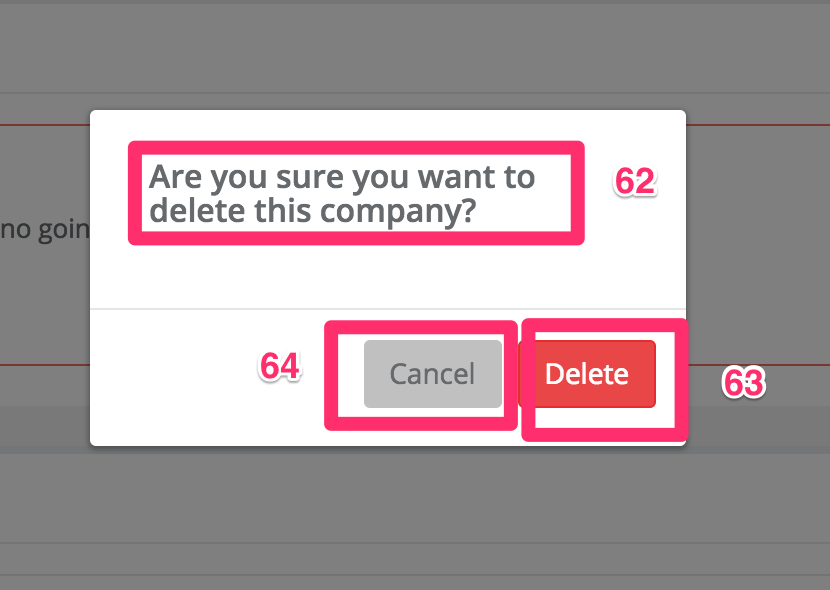 Are you sure you want to
delete this company?
62
no goin
64
Cancel
Delete
63